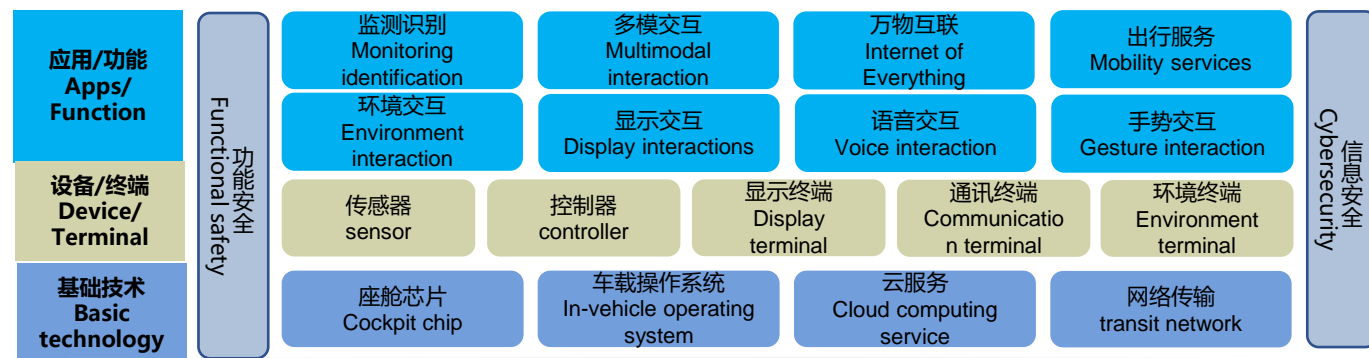 应用/功能
Apps/
Function
功能安全
Functional safety
监测识别
Monitoring
identification
多模交互
Multimodal
interaction
万物互联
Internet of
Everything
出行服务
Mobility services
环境交互
Environment
interaction
显示交互
Display interactions
语音交互
Voice interaction
手势交互
Gesture interaction
信息安全
Cybersecurity
设备/终端
Device/
Terminal
传感器
sensor
控制器
controller
显示终端
Display
terminal
通讯终端
Communicatio
n terminal
环境终端
Environment
terminal
基础技术
Basic
technology
座舱芯片
Cockpit chip
车载操作系统
In-vehicle operating
system
云服务
Cloud computing
service
网络传输
transit network